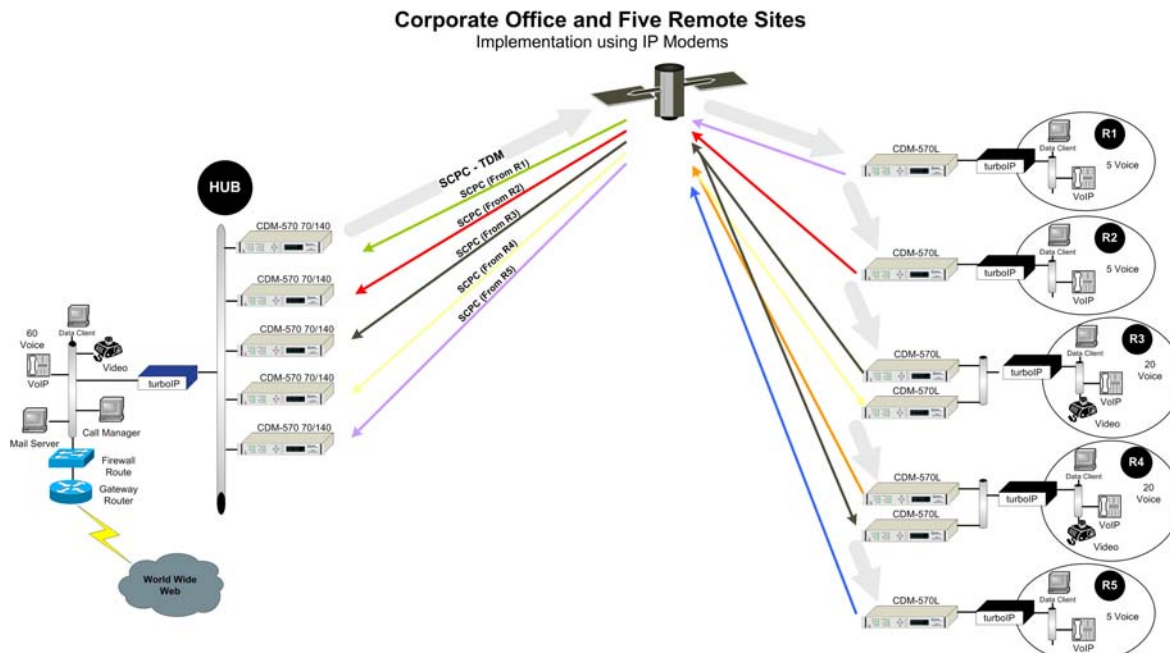 Corporate Office and Five Remote Sites
Implementation using IP Modems
HUB
SCPC - TDM
SCPC (From R1)
SCPC (From R2)
SCPC (From R3)
SCPC (From R4)
SCPC (From R5)
CDM-570 70/140
CDM-570 70/140
CDM-570 70/140
CDM-570 70/140
CDM-570 70/140
60
Voice
VoIP
Data Client
Video
turboIP
Mail Server
Call Manager
Firewall
Route
Gateway
Router
World Wide
Web
CDM-570L
turboIP
Data Client
R1
5 Voice
VoIP
CDM-570L
turboIP
Data Client
R2
5 Voice
VoIP
CDM-570L
CDM-570L
turboIP
Data Client
R3
20
Voice
VoIP
Video
CDM-570L
CDM-570L
turboIP
Data Client
R4
20
Voice
VoIP
Video
CDM-570L
turboIP
Data Client
R5
5 Voice
VoIP